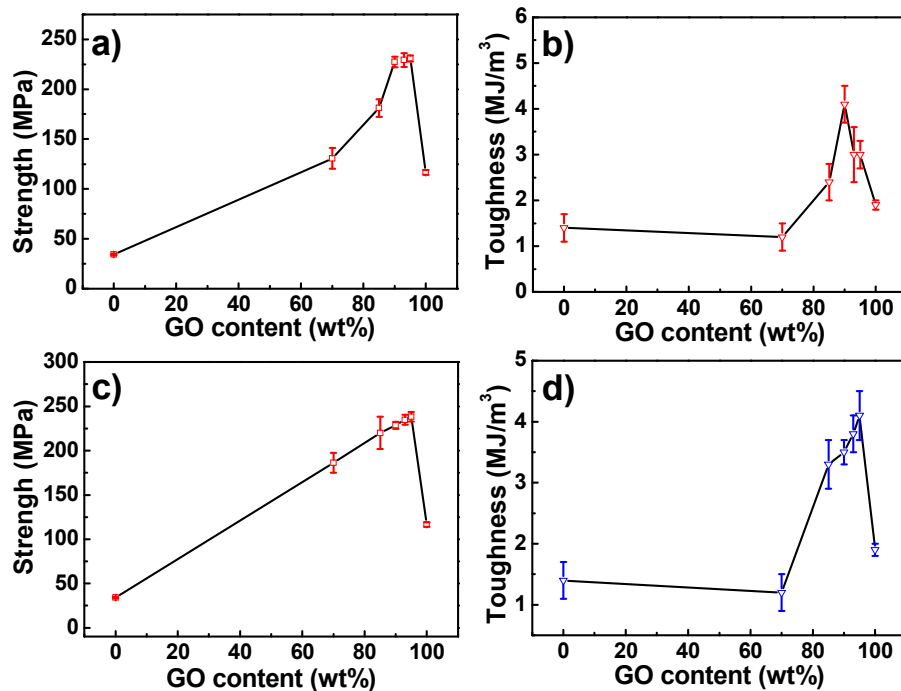 a)
Strength (MPa)
250
200
150
100
50
0
0 20 40 60 80 100
GO content (wt%)
b)
Toughness (MJ/m³)
6
5
4
3
2
1
0
0 20 40 60 80 100
GO content (wt%)
c)
Strengh (MPa)
300
250
200
150
100
50
0
0 20 40 60 80 100
GO content (wt%)
d)
Toughness (MJ/m³)
5
4
3
2
1
0 20 40 60 80 100
GO content (wt%)